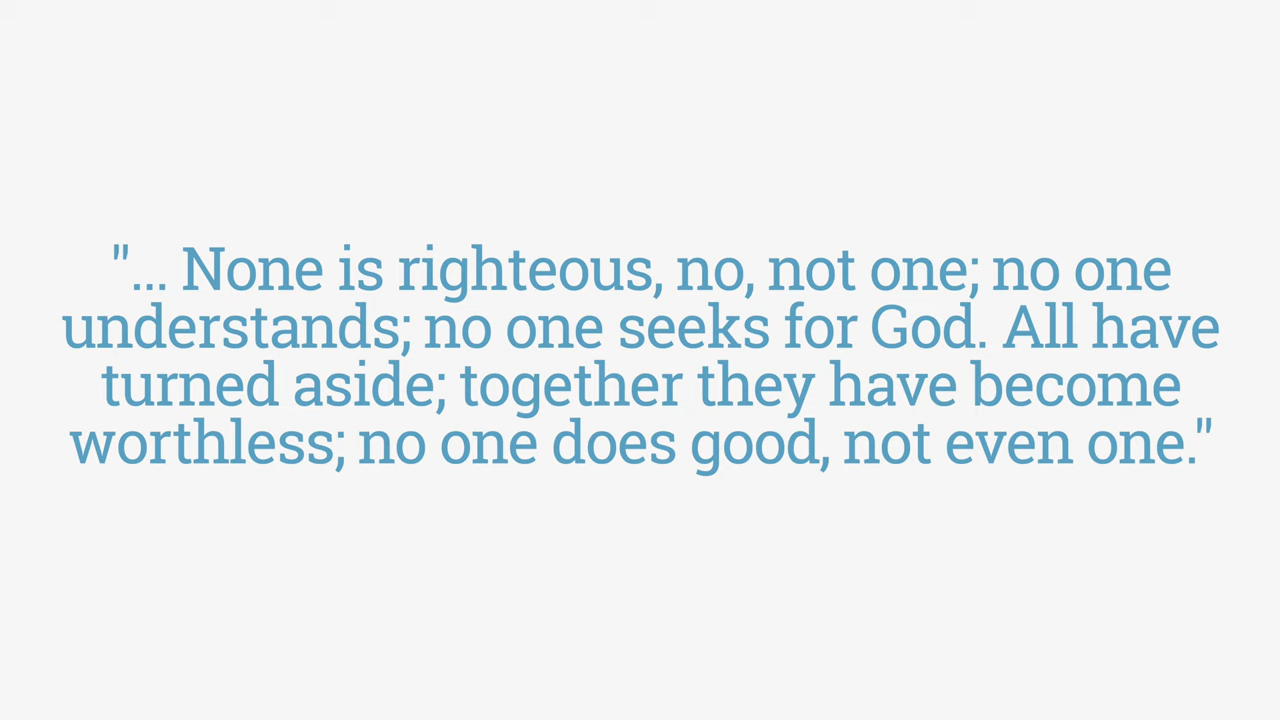 "... None is righteous, no, not one; no one
understands; no one seeks for God. All have
turned aside; together they have become
worthless; no one does good, not even one."